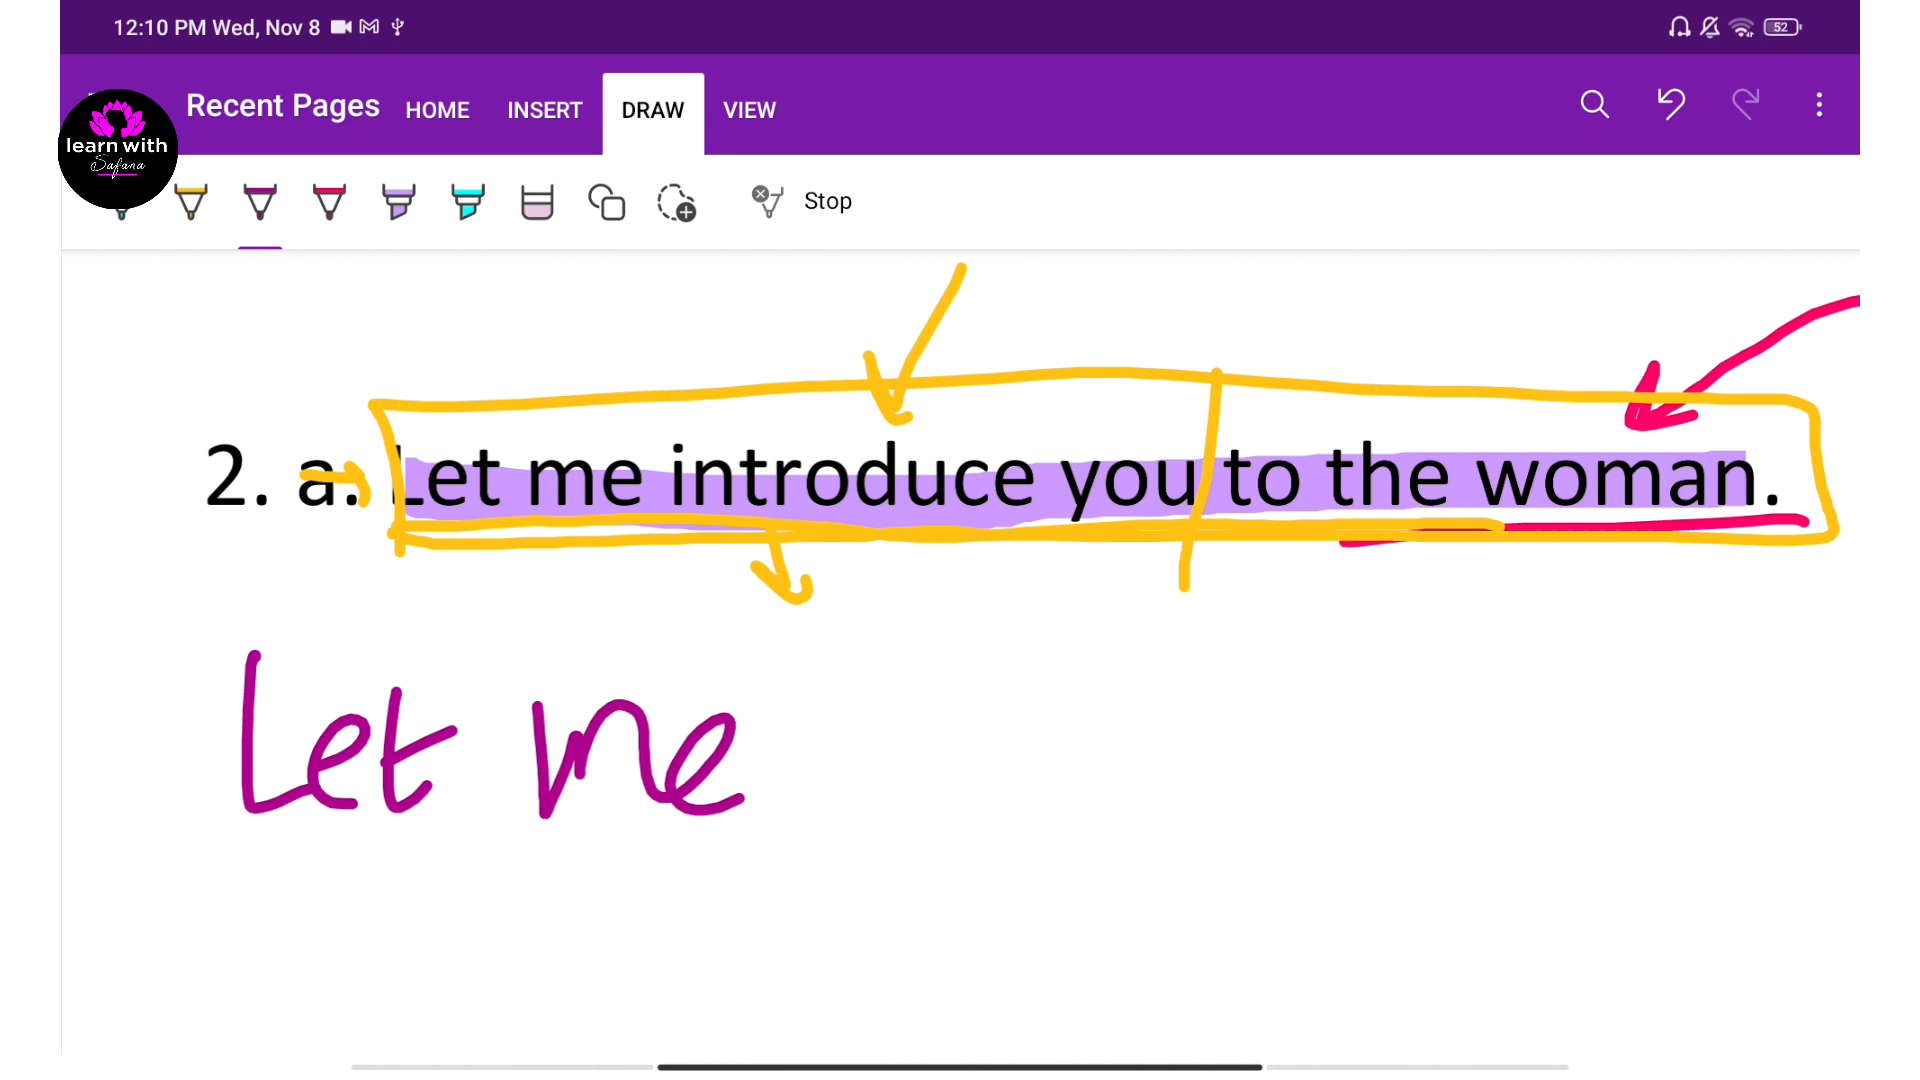 12:10 PM Wed, Nov 8
52
Recent Pages HOME INSERT DRAW VIEW
learn with
Safana
Stop
2. a. Let me introduce you to the woman.
Let me